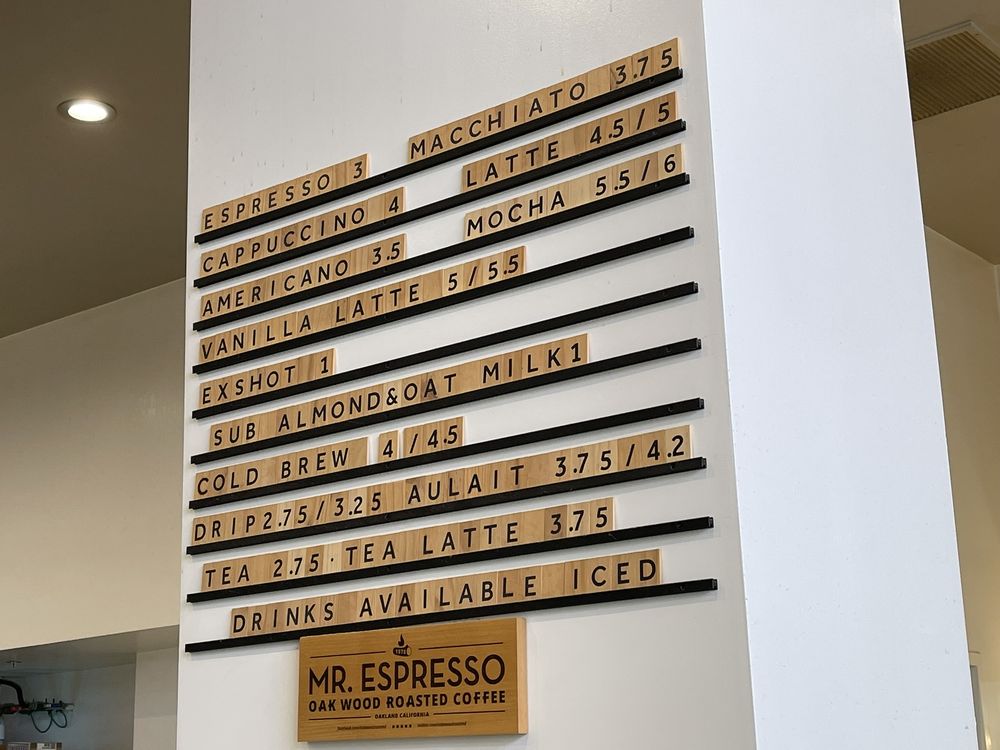 ESPRESSO 3 MACCHIATO 3.75
CAPPUCCINO 4 LATTE 4.5/5
AMERICANO 3.5 MOCHA 5.5/6
VANILLA LATTE 5/5.5
EXSHOT 1
SUB ALMOND&OAT MILK1
COLD BREW 4/4.5
DRIP2.75/3.25 AULAIT 3.75/4.2
TEA 2.75·TEA LATTE 3.75
DRINKS AVAILABLE ICED
1978
MR. ESPRESSO
OAK WOOD ROASTED COFFEE
OAKLAND CALIFORNIA